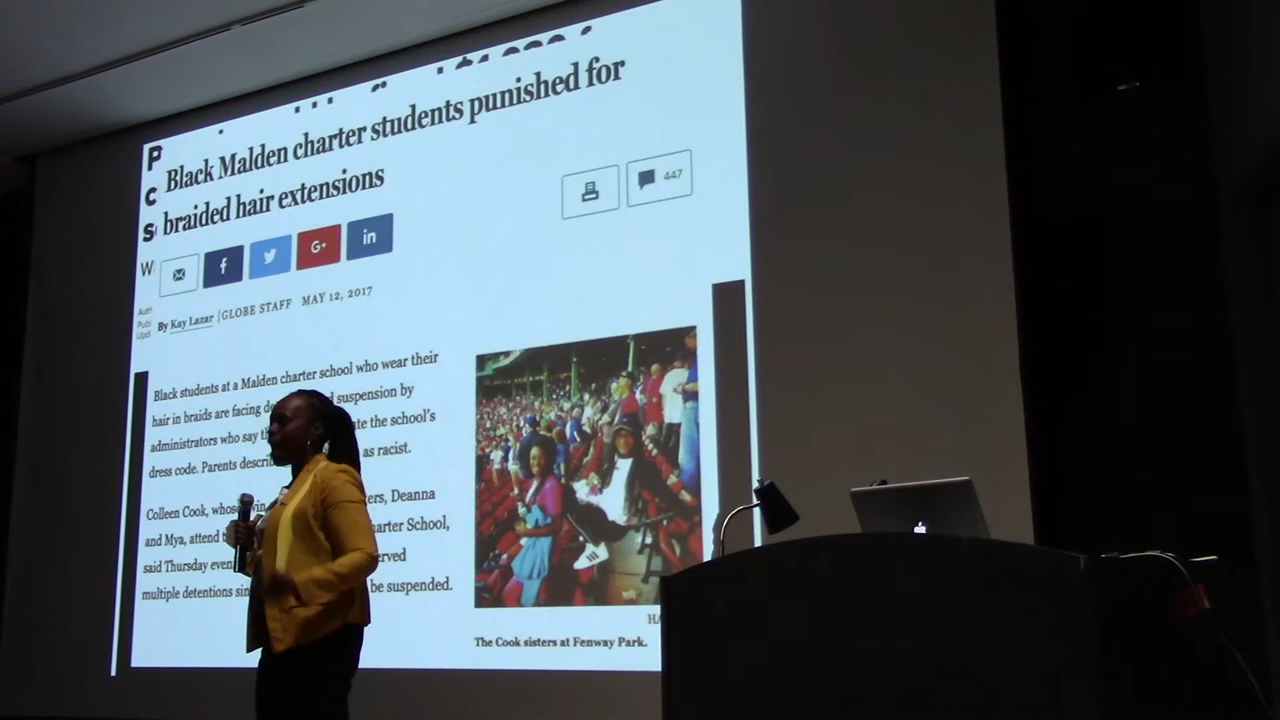 Black Malden charter students punished for
braided hair extensions
447
P
c
s
W
f
G+
in
By Kay Lazar | GLOBE STAFF MAY 12, 2017
Black students at a Malden charter school who wear their
hair in braids are facing suspension by
administrators who say the school's
dress code. Parents as racist.
Colleen Cook, whose Deanna
and Mya, attend School,
said Thursday
multiple detentions be suspended.
The Cook sisters at Fenway Park.